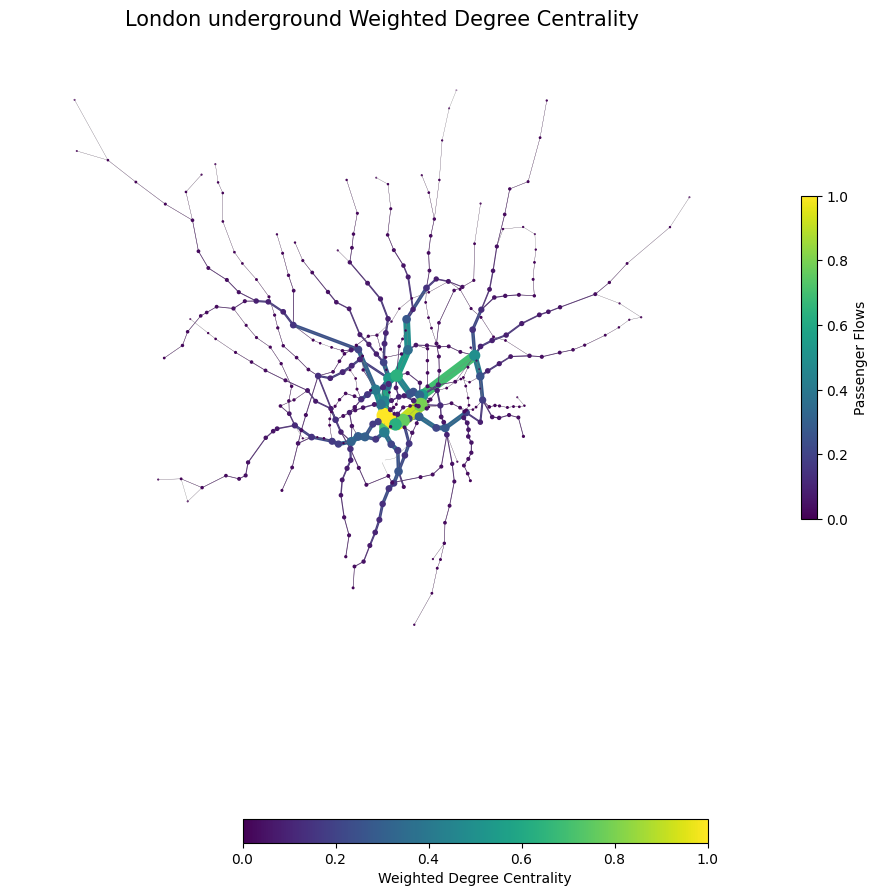 London underground Weighted Degree Centrality
1.0
0.8
0.6
0.4
0.2
0.0
Passenger Flows
0.0 0.2 0.4 0.6 0.8 1.0
Weighted Degree Centrality